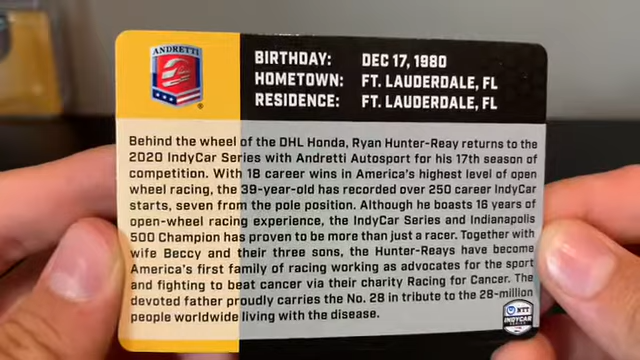 ANDRETTI
BIRTHDAY: DEC 17, 1980
HOMETOWN: FT. LAUDERDALE, FL
RESIDENCE: FT. LAUDERDALE, FL
Behind the wheel of the DHL Honda, Ryan Hunter-Reay returns to the
2020 IndyCar Series with Andretti Autosport for his 17th season of
competition. With 18 career wins in America's highest level of open
wheel racing, the 39-year-old has recorded over 250 career IndyCar
starts, seven from the pole position. Although he boasts 16 years of
open-wheel racing experience, the IndyCar Series and Indianapolis
500 Champion has proven to be more than just a racer. Together with
wife Beccy and their three sons, the Hunter-Reays have become
America's first family of racing working as advocates for the sport
and fighting to beat cancer via their charity Racing for Cancer. The
devoted father proudly carries the No. 28 in tribute to the 28-million
people worldwide living with the disease.
NTT
INDYCAR
SERIES